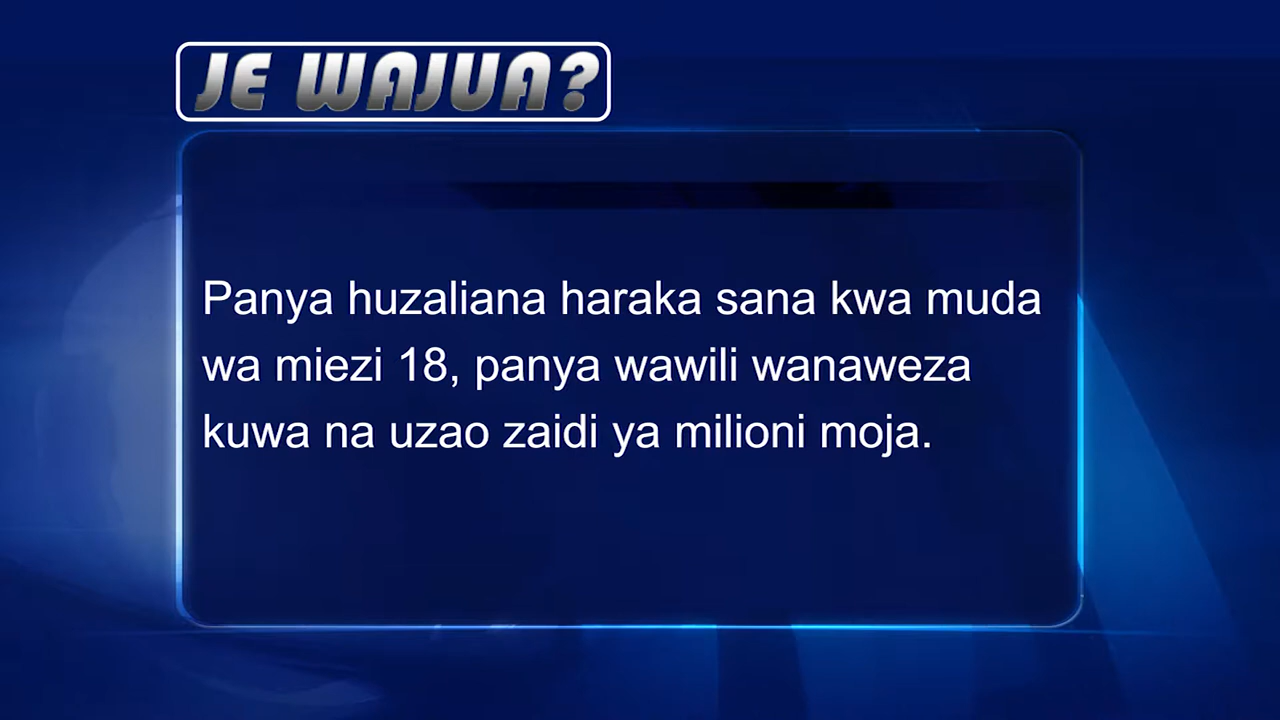 JE WAJUA?
Panya huzaliana haraka sana kwa muda
wa miezi 18, panya wawili wanaweza
kuwa na uzao zaidi ya milioni moja.